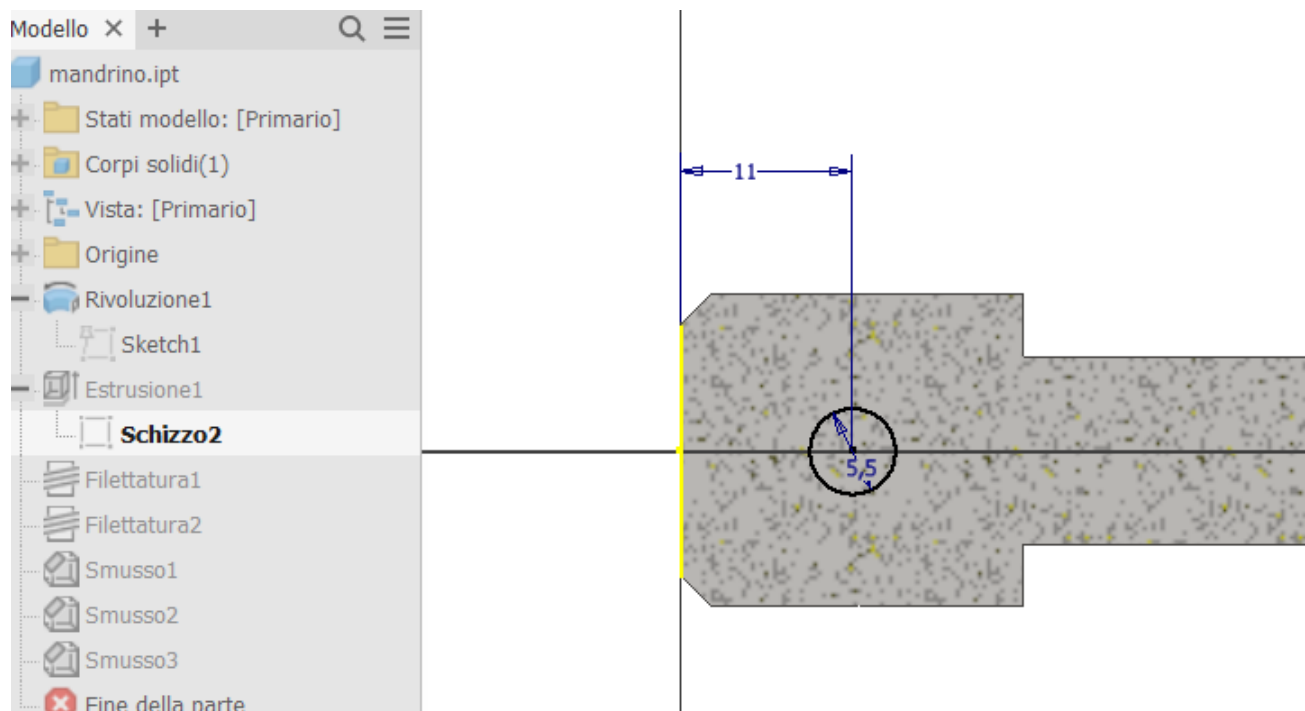 Modello
mandrino.ipt
Stati modello: [Primario]
Corpi solidi(1)
Vista: [Primario]
Origine
Rivoluzione1
Sketch1
Estrusione1
Schizzo2
Filettatura1
Filettatura2
Smusso1
Smusso2
Smusso3
Fine della parte
11
5,5